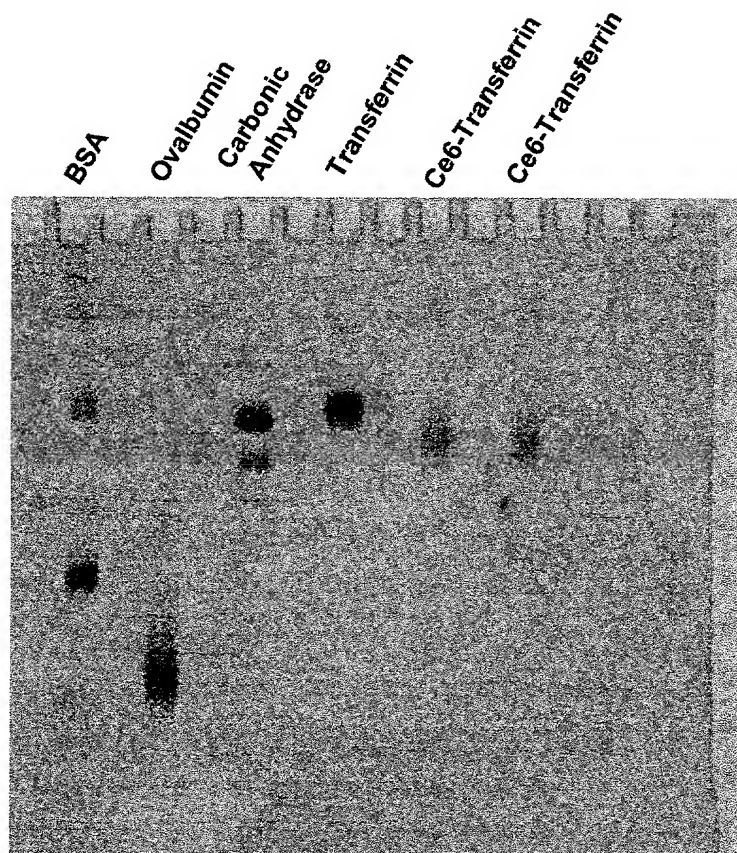 BSA
Ovalbumin
Carbonic
Anhydrase
Transferrin
Ce6-Transferrin
Ce6-Transferrin